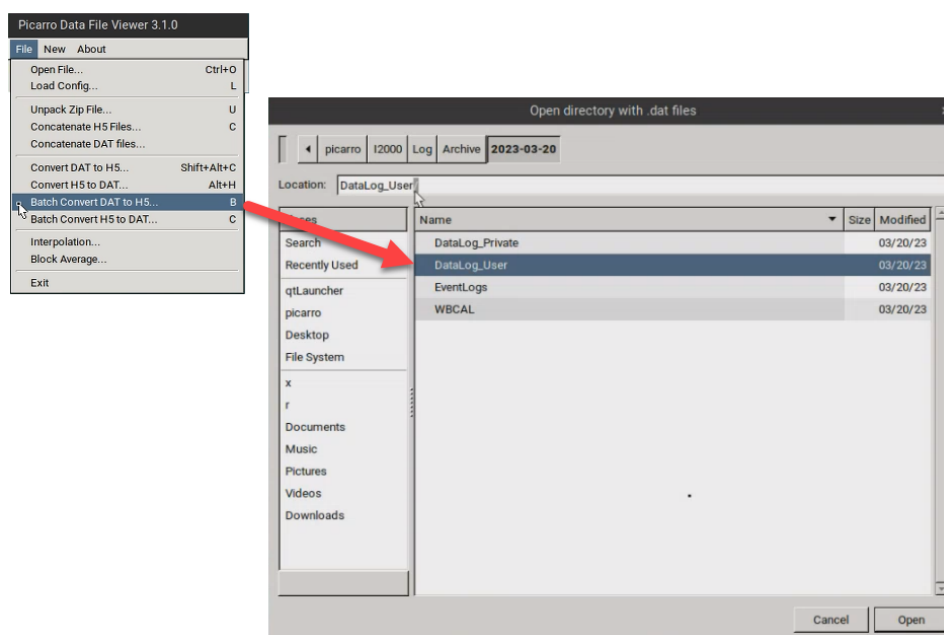 Picarro Data File Viewer 3.1.0
File New About
Open File... Ctrl+O
Load Config... L
Unpack Zip File... U
Concatenate H5 Files... C
Concatenate DAT files...
Convert DAT to H5... Shift+Alt+C
Convert H5 to DAT... Alt+H
Batch Convert DAT to H5... B
Batch Convert H5 to DAT... C
Interpolation...
Block Average...
Exit
Open directory with .dat files
picarro I2000 Log Archive 2023-03-20
Location: DataLog_User
Name Size Modified
Search
Recently Used
qtLauncher
picarro
Desktop
File System
x
r
Documents
Music
Pictures
Videos
Downloads
DataLog_Private 03/20/23
DataLog_User 03/20/23
EventLogs 03/20/23
WBCAL 03/20/23
Cancel Open